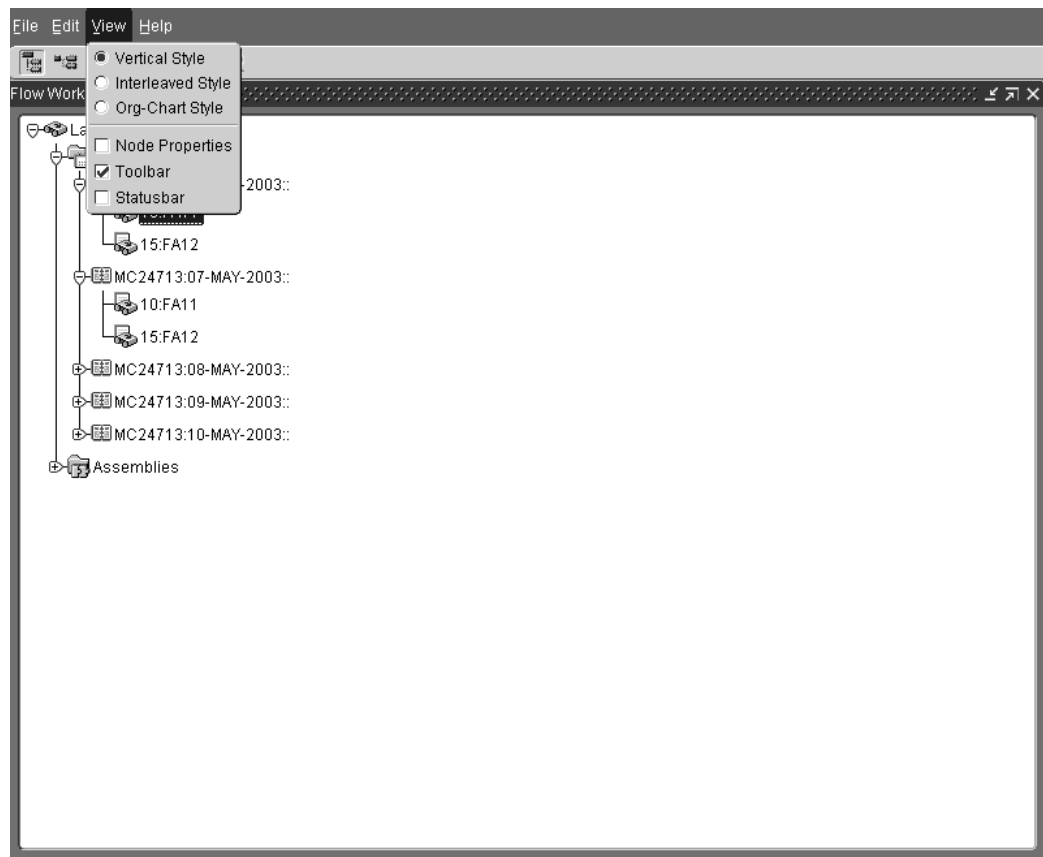 File Edit View Help
Vertical Style
Interleaved Style
Org-Chart Style
Node Properties
Toolbar
Statusbar
Flow Work
La
-2003::
15:FA12
MC24713:07-MAY-2003::
10:FA11
15:FA12
MC24713:08-MAY-2003::
MC24713:09-MAY-2003::
MC24713:10-MAY-2003::
Assemblies